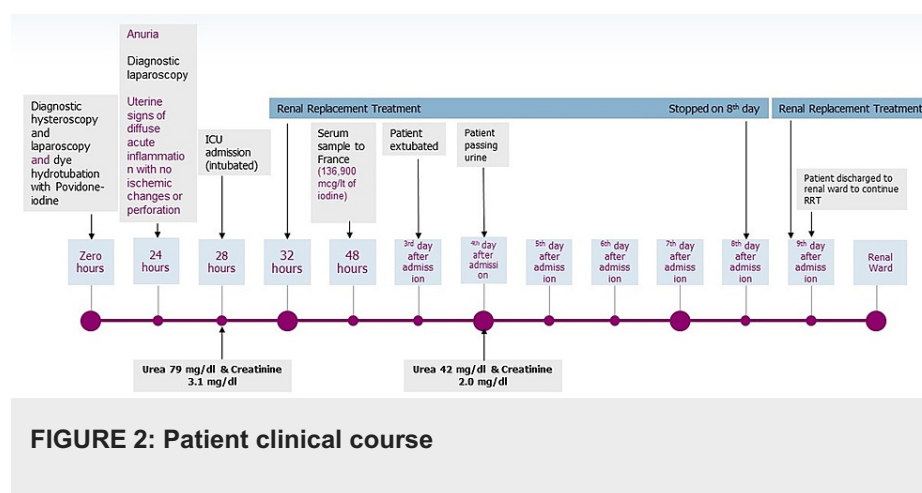 Anuria
Diagnostic
laparoscopy
Uterine
signs of
diffuse
acute
inflammatio
n with no
ischemic
changes or
perforation
Diagnostic
hysteroscopy
and
laparoscopy
and dye
hydrotubation
with Povidone-
iodine
ICU
admission
(intubated)
Renal Replacement Treatment
Stopped on 8th day
Renal Replacement Treatment
Serum
sample to
France
(136,900
mcg/lt of
iodine)
Patient
extubated
Patient
passing
urine
Patient discharged to
renal ward to continue
RRT
Zero
hours
24
hours
28
hours
32
hours
48
hours
3rd day
after
admiss
ion
4th day
after
admissi
on
5th day
after
admiss
ion
6th day
after
admiss
ion
7th day
after
admiss
ion
8th day
after
admiss
ion
9th day
after
admiss
ion
Renal
Ward
Urea 79 mg/dl & Creatinine
3.1 mg/dl
Urea 42 mg/dl & Creatinine
2.0 mg/dl
FIGURE 2: Patient clinical course